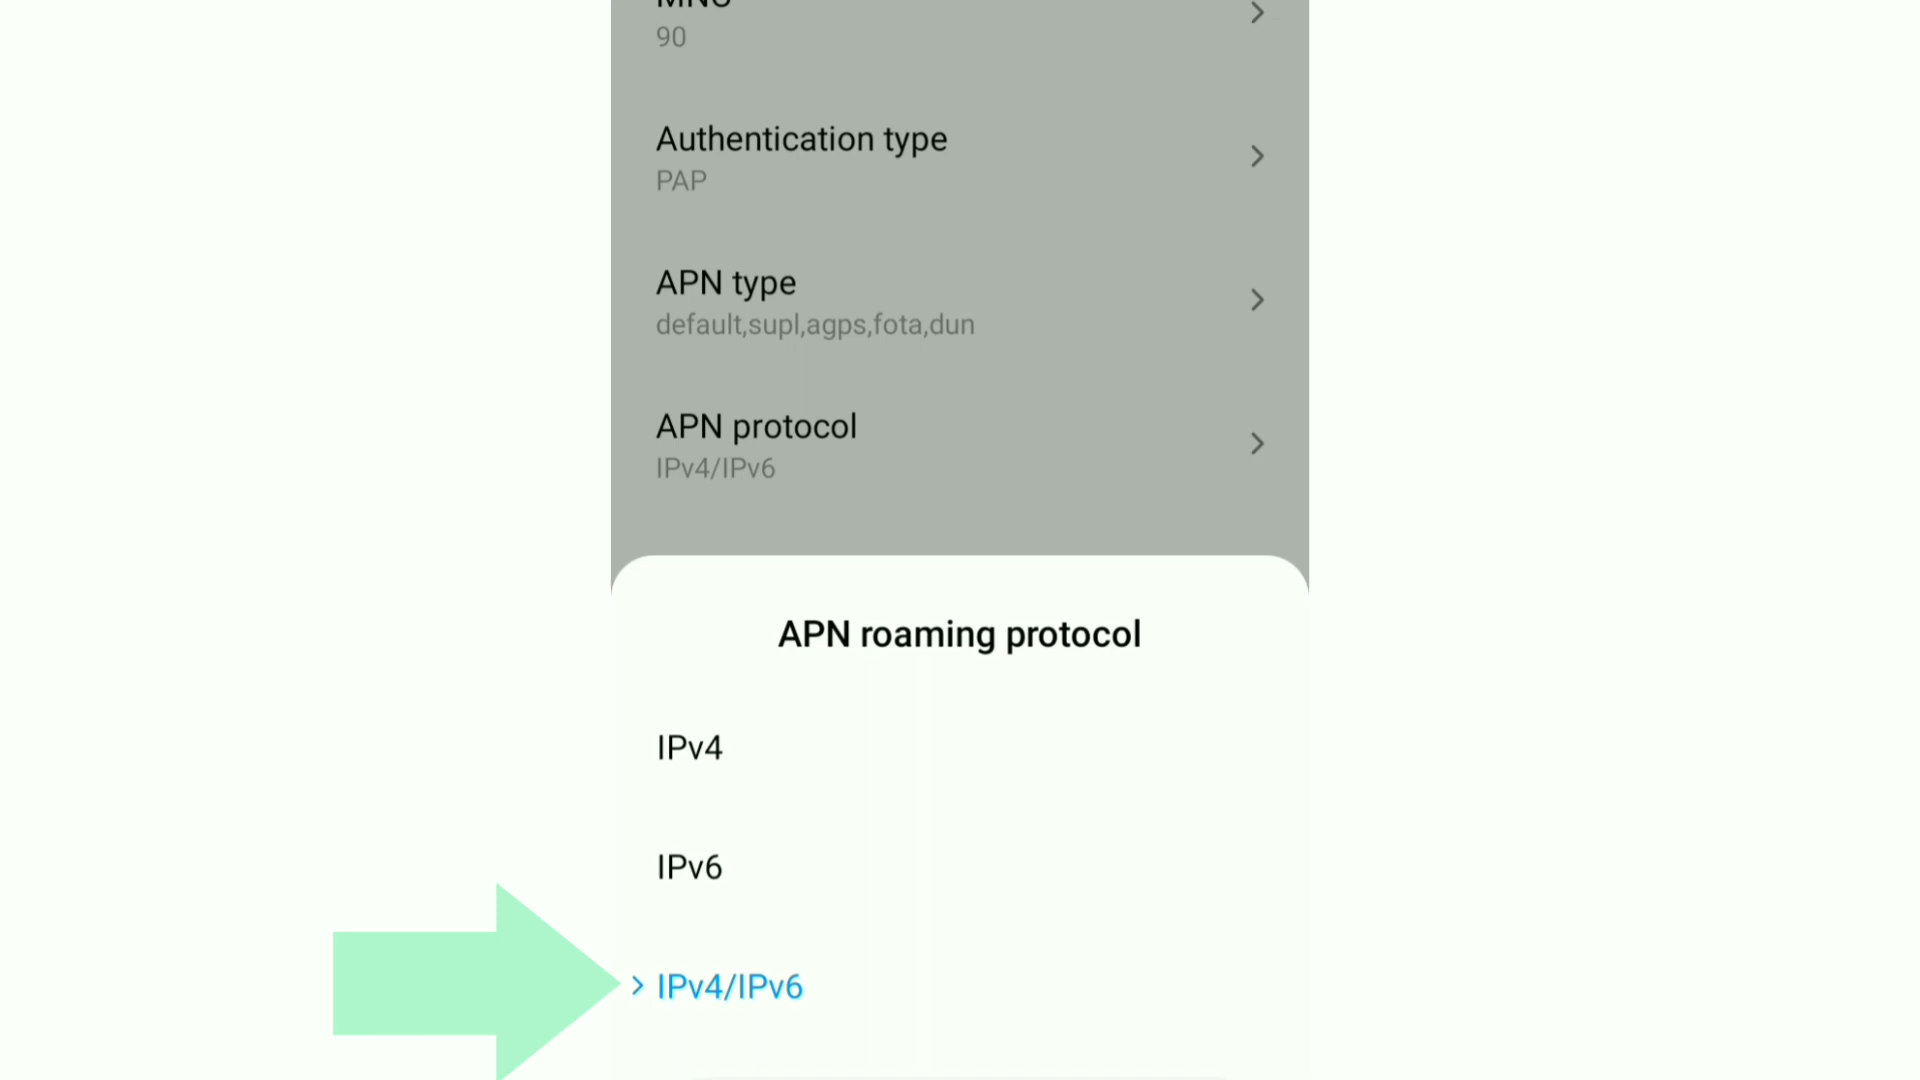 MNC
90
Authentication type
PAP
APN type
default,supl,agps,fota,dun
APN protocol
IPv4/IPv6
APN roaming protocol
IPv4
IPv6
IPv4/IPv6